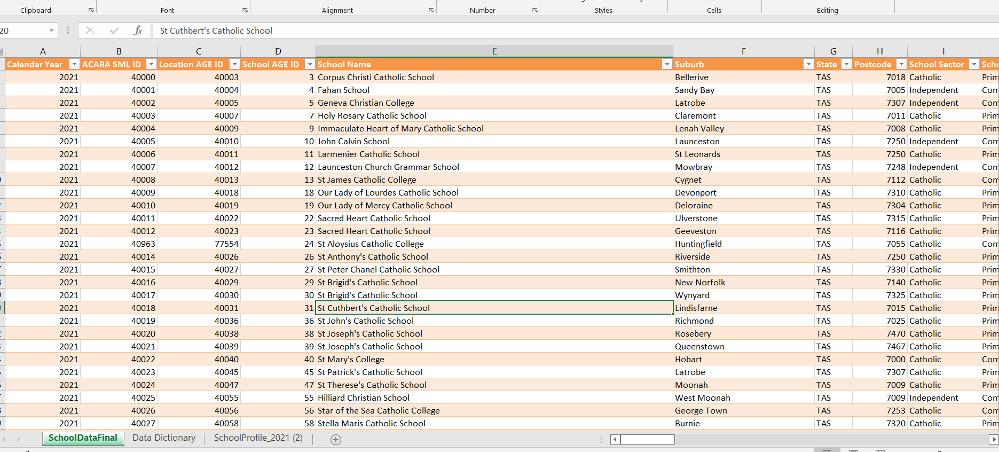 Clipboard Font Alignment Number Styles Cells Editing
20 fx St Cuthbert's Catholic School
A B C D E F G H I
Calendar Year ACARA SML ID Location AGE ID School AGE ID School Name Suburb State Postcode School Sector Scho
2021 40000 40003 3 Corpus Christi Catholic School Bellerive TAS 7018 Catholic Prim
2021 40001 40004 4 Fahan School Sandy Bay TAS 7005 Independent Com
2021 40002 40005 5 Geneva Christian College Latrobe TAS 7307 Independent Com
2021 40003 40007 7 Holy Rosary Catholic School Claremont TAS 7011 Catholic Prim
2021 40004 40009 9 Immaculate Heart of Mary Catholic School Lenah Valley TAS 7008 Catholic Prim
2021 40005 40010 10 John Calvin School Launceston TAS 7250 Independent Com
2021 40006 40011 11 Larmenier Catholic School St Leonards TAS 7250 Catholic Prim
2021 40007 40012 12 Launceston Church Grammar School Mowbray TAS 7248 Independent Com
2021 40008 40013 13 St James Catholic College Cygnet TAS 7112 Catholic Com
2021 40009 40018 18 Our Lady of Lourdes Catholic School Devonport TAS 7310 Catholic Prim
2021 40010 40019 19 Our Lady of Mercy Catholic School Deloraine TAS 7304 Catholic Prim
2021 40011 40022 22 Sacred Heart Catholic School Ulverstone TAS 7315 Catholic Prim
2021 40012 40023 23 Sacred Heart Catholic School Geeveston TAS 7116 Catholic Prim
2021 40963 77554 24 St Aloysius Catholic College Huntingfield TAS 7055 Catholic Com
2021 40014 40026 26 St Anthony's Catholic School Riverside TAS 7250 Catholic Prim
2021 40015 40027 27 St Peter Chanel Catholic School Smithton TAS 7330 Catholic Prim
2021 40016 40029 29 St Brigid's Catholic School New Norfolk TAS 7140 Catholic Prim
2021 40017 40030 30 St Brigid's Catholic School Wynyard TAS 7325 Catholic Prim
2021 40018 40031 31 St Cuthbert's Catholic School Lindisfarne TAS 7015 Catholic Prim
2021 40019 40036 36 St John's Catholic School Richmond TAS 7025 Catholic Prim
2021 40020 40038 38 St Joseph's Catholic School Rosebery TAS 7470 Catholic Prim
2021 40021 40039 39 St Joseph's Catholic School Queenstown TAS 7467 Catholic Prim
2021 40022 40040 40 St Mary's College Hobart TAS 7000 Catholic Com
2021 40023 40045 45 St Patrick's Catholic School Latrobe TAS 7307 Catholic Prim
2021 40024 40047 47 St Therese's Catholic School Moonah TAS 7009 Catholic Prim
2021 40025 40055 55 Hilliard Christian School West Moonah TAS 7009 Independent Com
2021 40026 40056 56 Star of the Sea Catholic College George Town TAS 7253 Catholic Com
2021 40027 40058 58 Stella Maris Catholic School Burnie TAS 7320 Catholic Prim
SchoolDataFinal Data Dictionary SchoolProfile_2021 (2)